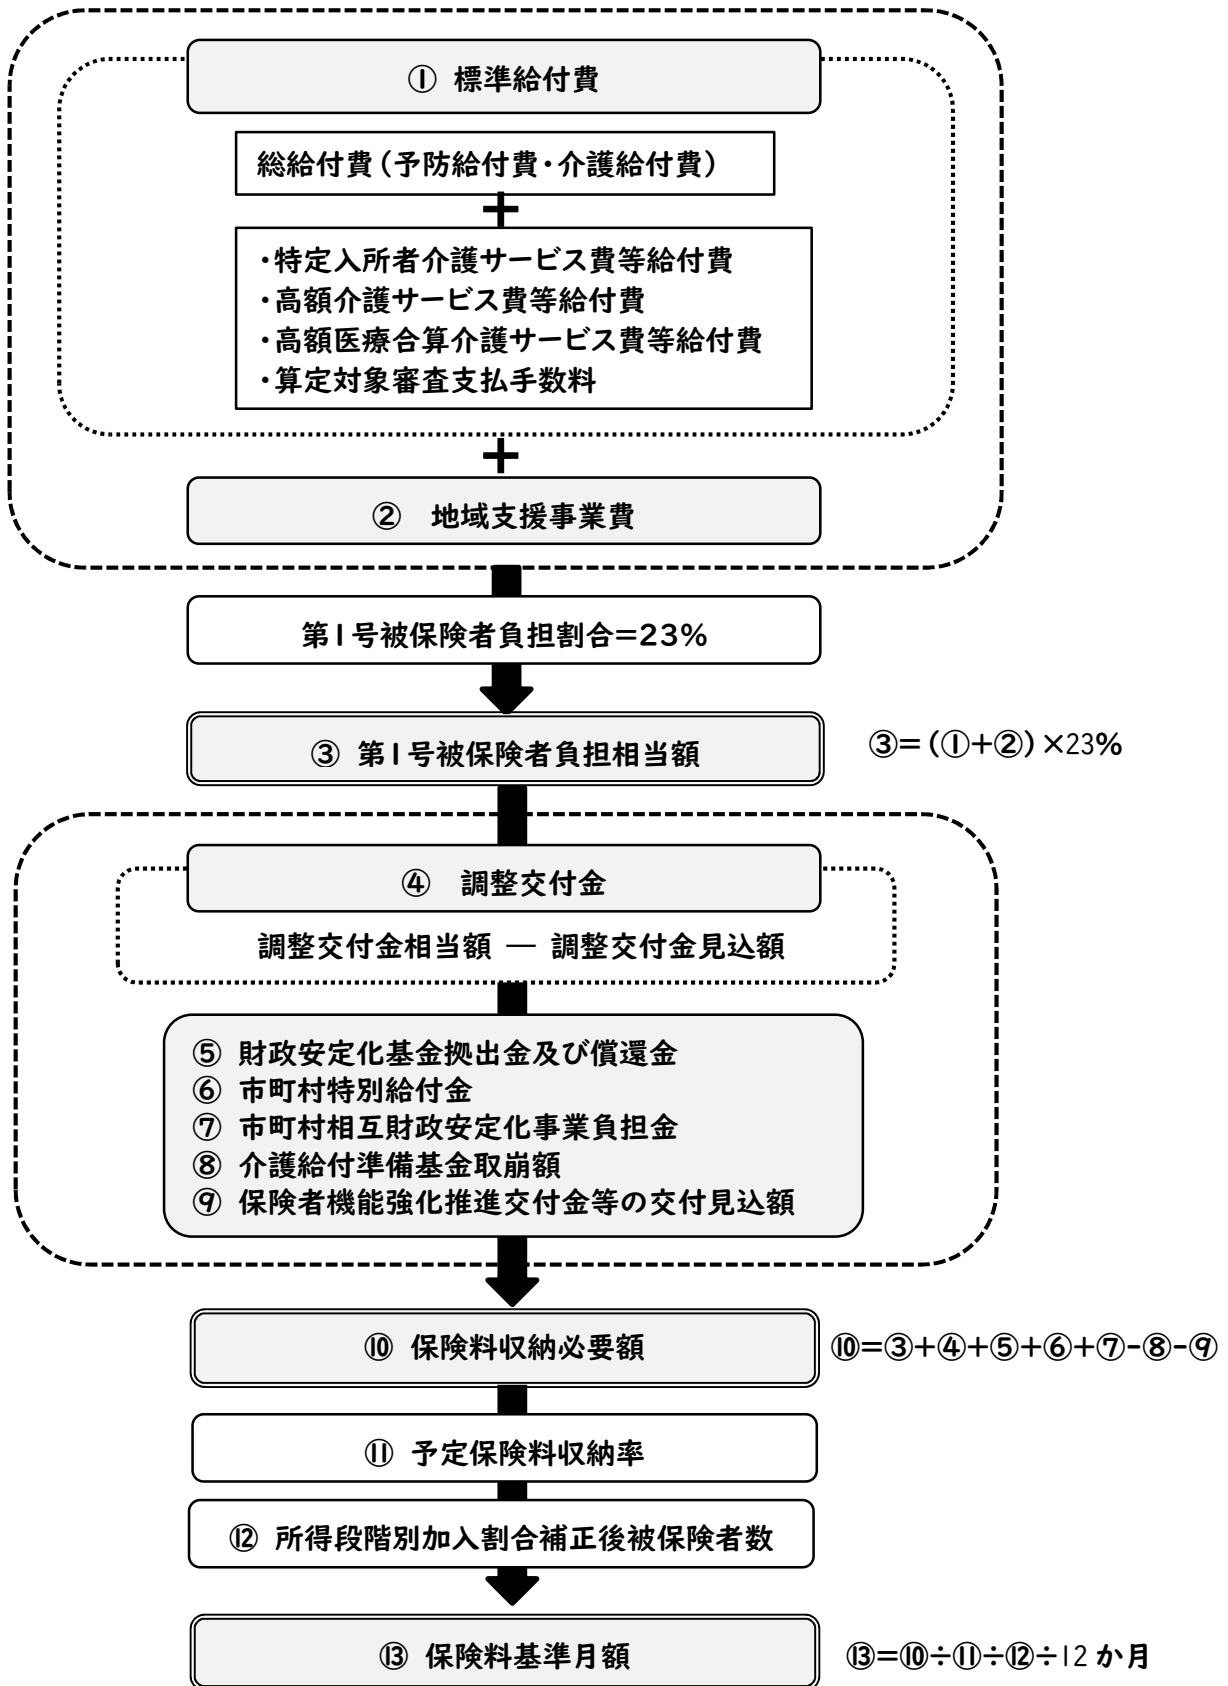 ① 標準給付費
総給付費(予防給付費・介護給付費)
+
・特定入所者介護サービス費等給付費
・高額介護サービス費等給付費
・高額医療合算介護サービス費等給付費
・算定対象審査支払手数料
+
② 地域支援事業費
第1号被保険者負担割合=23%
③ 第1号被保険者負担相当額
③=(①+②)×23%
④ 調整交付金
調整交付金相当額 ― 調整交付金見込額
⑤ 財政安定化基金拠出金及び償還金
⑥ 市町村特別給付金
⑦ 市町村相互財政安定化事業負担金
⑧ 介護給付準備基金取崩額
⑨ 保険者機能強化推進交付金等の交付見込額
⑩ 保険料収納必要額
⑩=③+④+⑤+⑥+⑦-⑧-⑨
⑪ 予定保険料収納率
⑫ 所得段階別加入割合補正後被保険者数
⑬ 保険料基準月額
⑬=⑩÷⑪÷⑫÷12か月